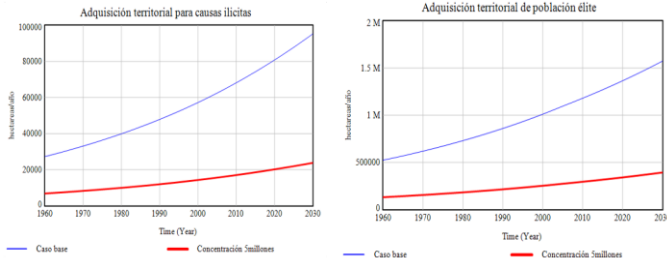 Adquisición territorial para causas ilícitas
100000
80000
60000
40000
20000
0
hectareas/año
1960 1970 1980 1990 2000 2010 2020 2030
Time (Year)
Caso base Concentración 5millones
Adquisición territorial de población élite
2 M
1.5 M
1 M
500000
0
hectareas/año
1960 1970 1980 1990 2000 2010 2020 2030
Time (Year)
Caso base Concentración 5millones